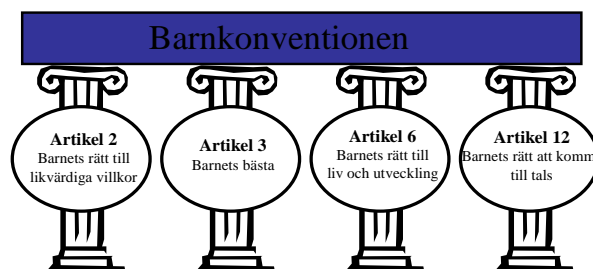 Barnkonventionen
Artikel 2
Barnets rätt till
likvärdiga villkor
Artikel 3
Barnets bästa
Artikel 6
Barnets rätt till
liv och utveckling
Artikel 12
Barnets rätt att komm
till tals